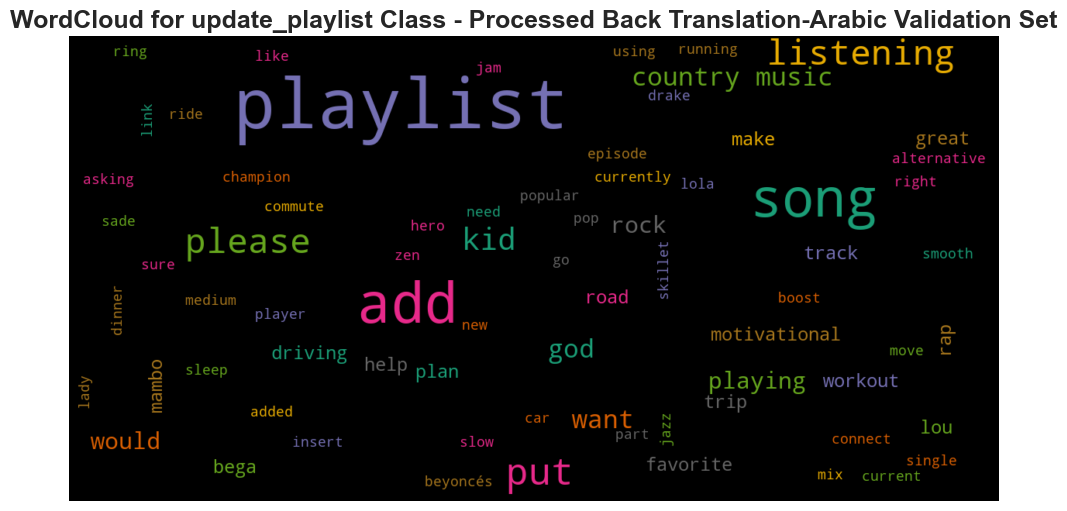 WordCloud for update_playlist Class - Processed Back Translation-Arabic Validation Set
ring
like
jam
using
running
listening
playlist
country music
drake
link
ride
make
great
episode
alternative
asking
champion
currently
lola
right
popular
song
commute
need
pop
rock
sade
hero
please
kid
track
smooth
sure
zen
go
skillet
dinner
medium
add
road
boost
player
new
motivational
rap
driving
help
god
move
sleep
plan
playing
workout
lady
mambo
trip
added
car
want
part
jazz
lou
would
insert
slow
connect
bega
put
favorite
single
beyoncés
mix
current